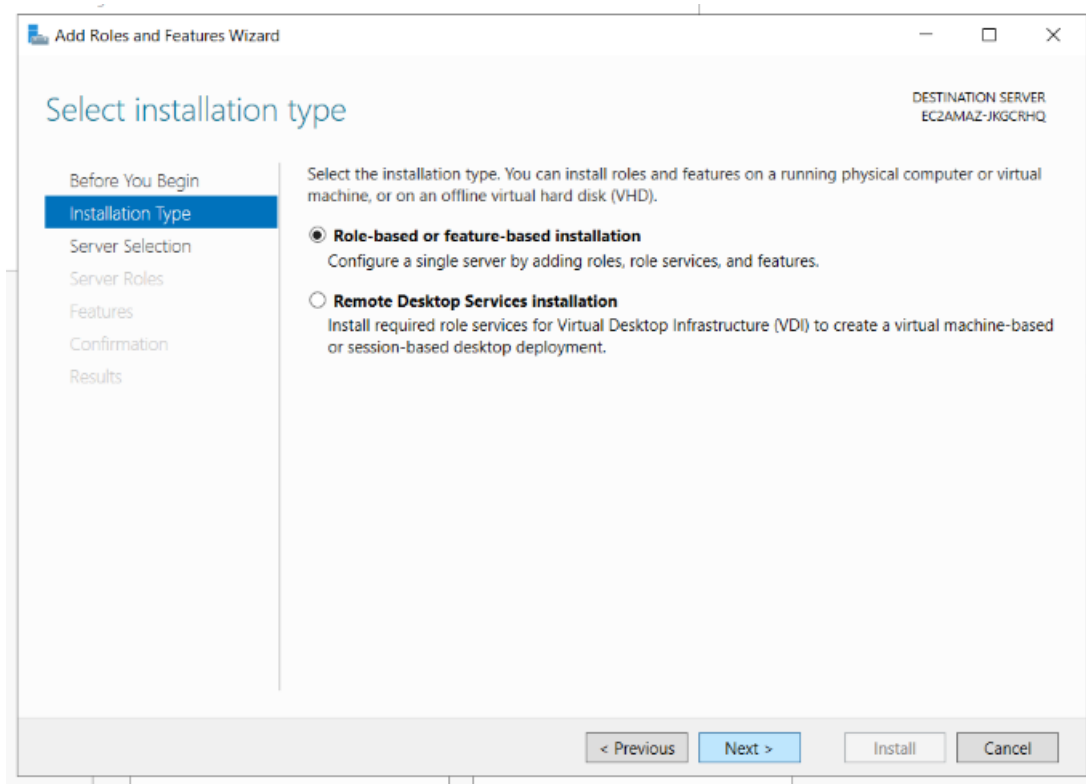 Add Roles and Features Wizard
Select installation type
DESTINATION SERVER
EC2AMAZ-JKGCRHQ
Before You Begin
Installation Type
Server Selection
Server Roles
Features
Confirmation
Results
Select the installation type. You can install roles and features on a running physical computer or virtual
machine, or on an offline virtual hard disk (VHD).
Role-based or feature-based installation
Configure a single server by adding roles, role services, and features.
Remote Desktop Services installation
Install required role services for Virtual Desktop Infrastructure (VDI) to create a virtual machine-based
or session-based desktop deployment.
< Previous
Next >
Install
Cancel